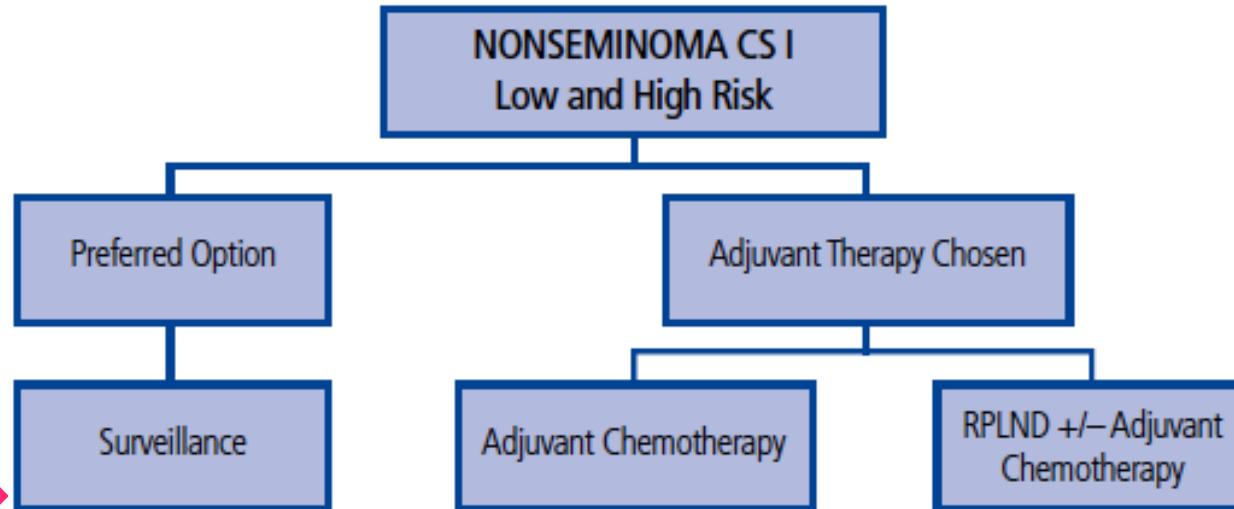 NONSEMINOMA CS I
Low and High Risk
Preferred Option
Adjuvant Therapy Chosen
Surveillance
Adjuvant Chemotherapy
RPLND +/– Adjuvant
Chemotherapy